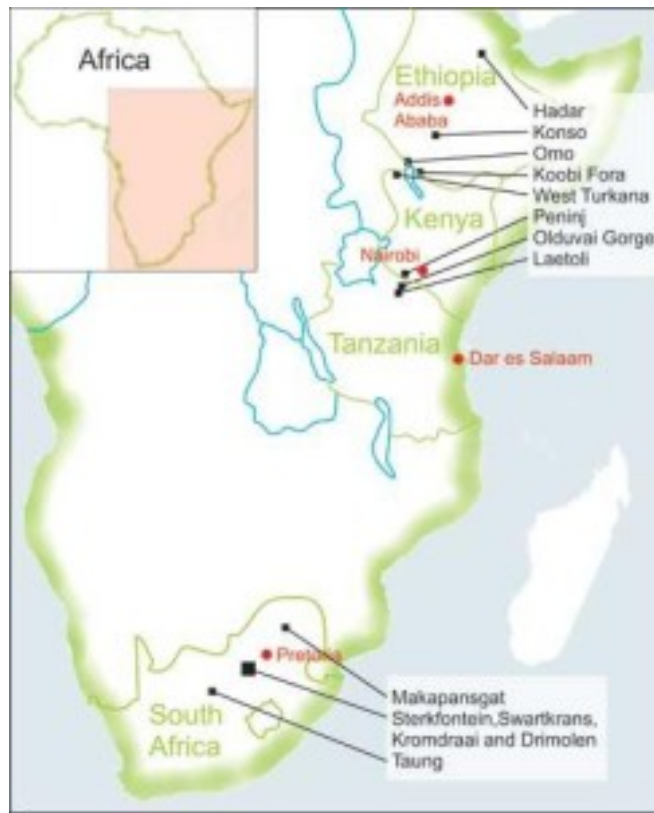 Africa
Ethiopia
Addis
Ababa
Hadar
Konso
Omo
Koobi Fora
West Turkana
Kenya
Peninj
Nairobi
Olduvai Gorge
Laetoli
Tanzania
Dar es Salaam
Pretoria
Makapansgat
South
Africa
Sterkfontein,Swartkrans,
Kromdraai and Drimolen
Taung